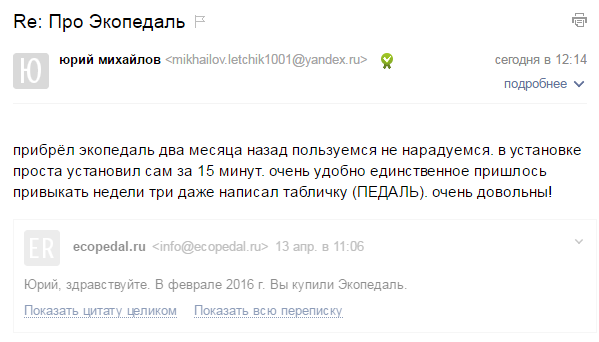 Re: Про Экопедаль
Ю юрий михайлов <mikhailov.letchik1001@yandex.ru> сегодня в 12:14
подробнее
прибрёл экопедаль два месяца назад пользуемся не нарадуемся. в установке
проста установил сам за 15 минут. очень удобно единственное пришлось
привыкать недели три даже написал табличку (ПЕДАЛЬ). очень довольны!
ER ecopedal.ru <info@ecopedal.ru> 13 апр. в 11:06
Юрий, здравствуйте. В феврале 2016 г. Вы купили Экопедаль.
Показать цитату целиком Показать всю переписку